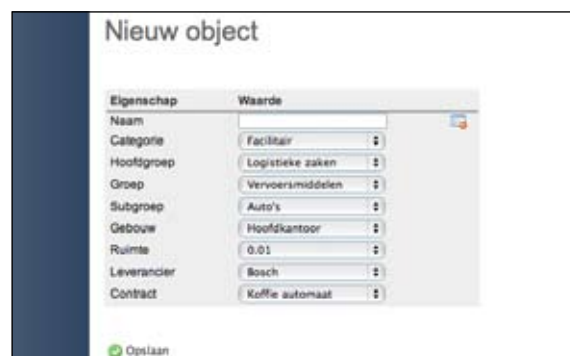 Nieuw object
Eigenschap Waarde
Naam
Categorie Facilitair
Hoofdgroep Logistieke zaken
Groep Vervoersmiddelen
Subgroep Auto's
Gebouw Hoofdkantoor
Ruimte 0.01
Leverancier Bosch
Contract Koffie automaat
Opslaan